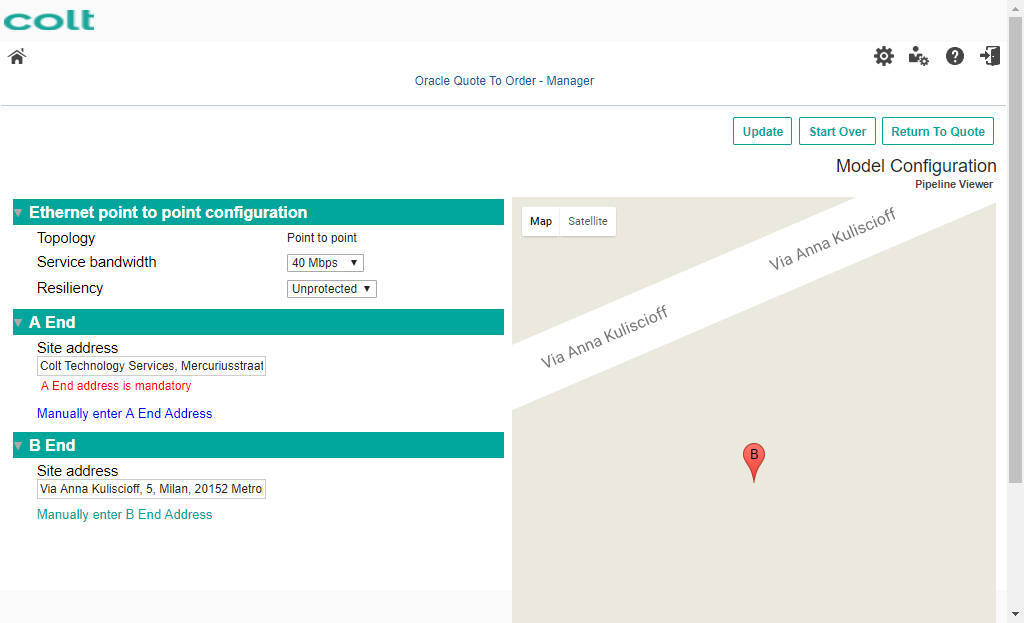 colt
Oracle Quote To Order - Manager
Update Start Over Return To Quote
Model Configuration
Pipeline Viewer
Ethernet point to point configuration
Topology Point to point
Service bandwidth 40 Mbps
Resiliency Unprotected
A End
Site address
Colt Technology Services, Mercuriusstraat
A End address is mandatory
Manually enter A End Address
B End
Site address
Via Anna Kuliscioff, 5, Milan, 20152 Metro
Manually enter B End Address
Map Satellite
Via Anna Kuliscioff
Via Anna Kuliscioff
B